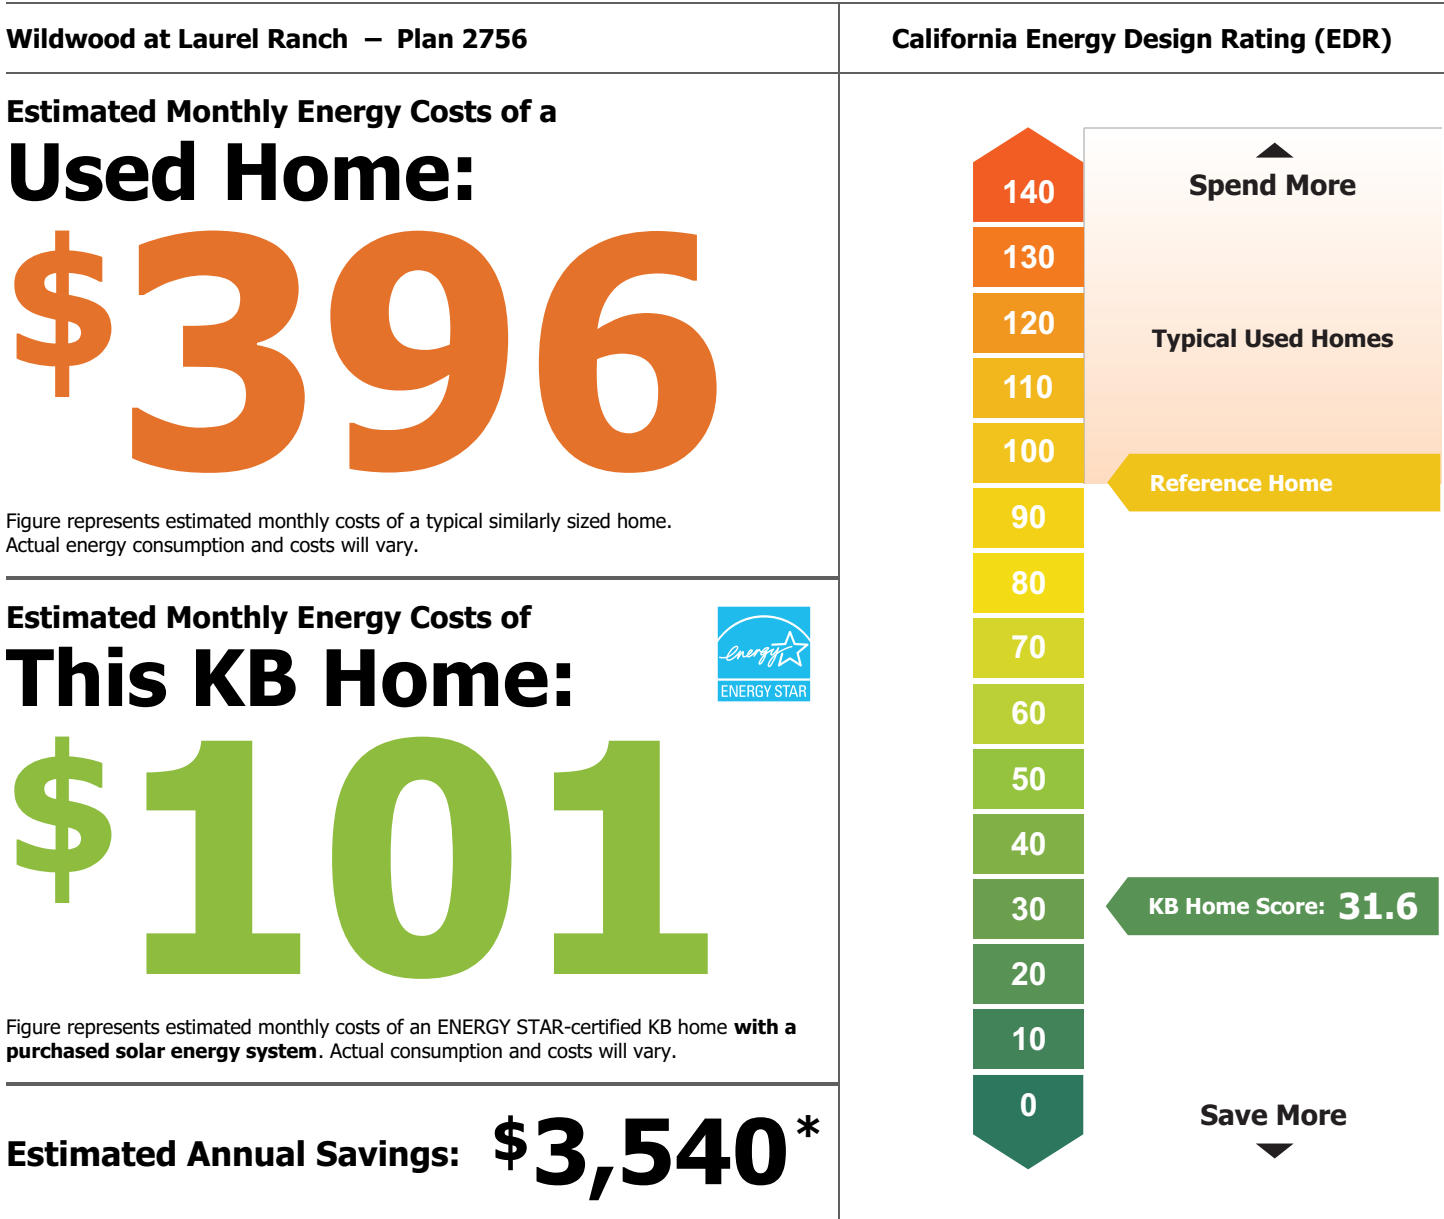 Wildwood at Laurel Ranch – Plan 2756
Estimated Monthly Energy Costs of a
Used Home:
$396
Figure represents estimated monthly costs of a typical similarly sized home.
Actual energy consumption and costs will vary.
Estimated Monthly Energy Costs of
This KB Home:
energy
ENERGY STAR
$101
Figure represents estimated monthly costs of an ENERGY STAR-certified KB home with a
purchased solar energy system. Actual consumption and costs will vary.
Estimated Annual Savings: $3,540*
California Energy Design Rating (EDR)
140
Spend More
130
120
Typical Used Homes
110
100
Reference Home
90
80
70
60
50
40
30
KB Home Score: 31.6
20
10
0
Save More